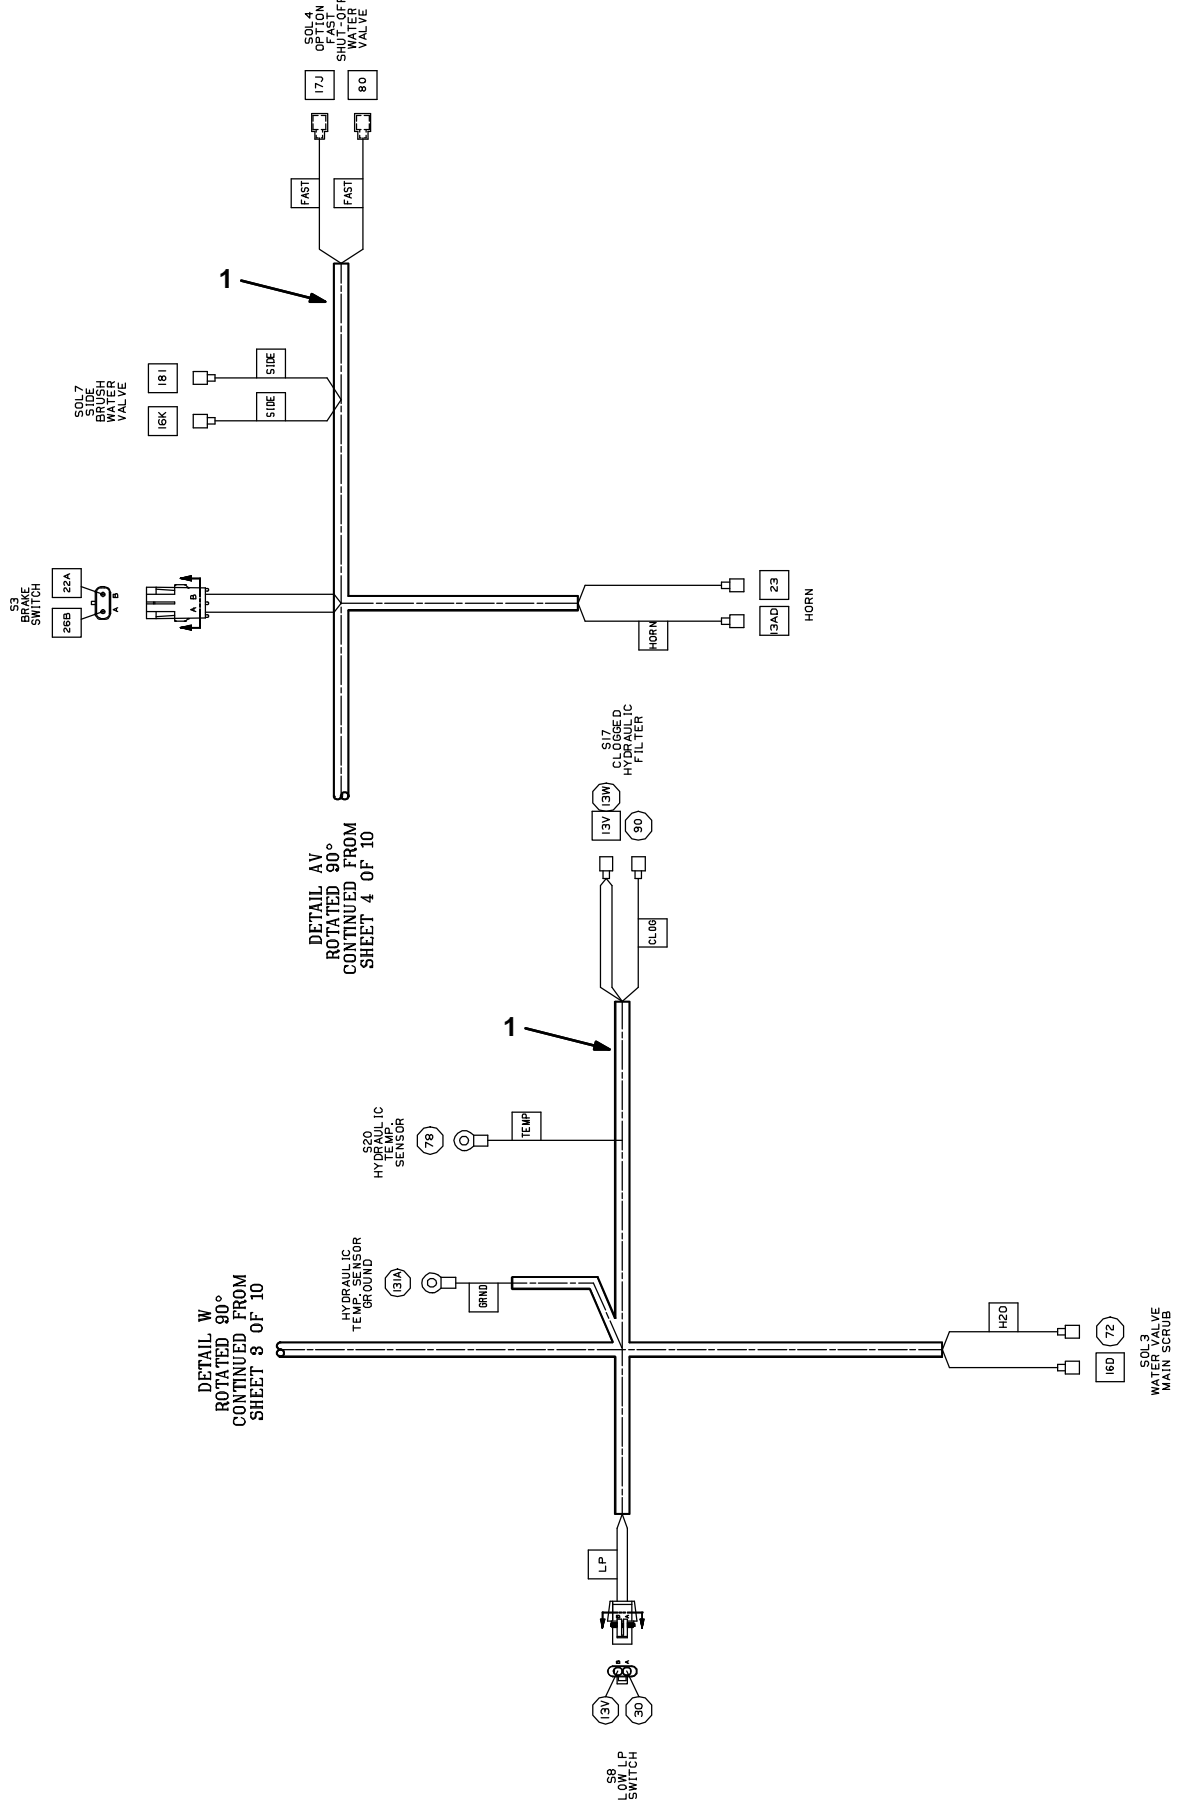 SOL4
OPTION
FAST
SHUT-OFF
WATER
VALVE
17J
80
FAST
FAST
1
SOL7
SIDE
BRUSH
WATER
VALVE
181
16K
SIDE
SIDE
S3
BRAKE
SWITCH
22A
26B
A
B
A
B
HORN
23
13AD
HORN
DETAIL AV
ROTATED 90°
CONTINUED FROM
SHEET 4 OF 10
S17
CLOGGED
HYDRAULIC
FILTER
13W
13V
90
CLOG
1
S20
HYDRAULIC
TEMP.
SENSOR
78
TEMP
HYDRAULIC
TEMP. SENSOR
GROUND
131A
GRND
DETAIL W
ROTATED 90°
CONTINUED FROM
SHEET 3 OF 10
H2O
72
16D
SOL3
WATER VALVE
MAIN SCRUB
LP
B
A
B
A
13V
30
S8
LOW LP
SWITCH